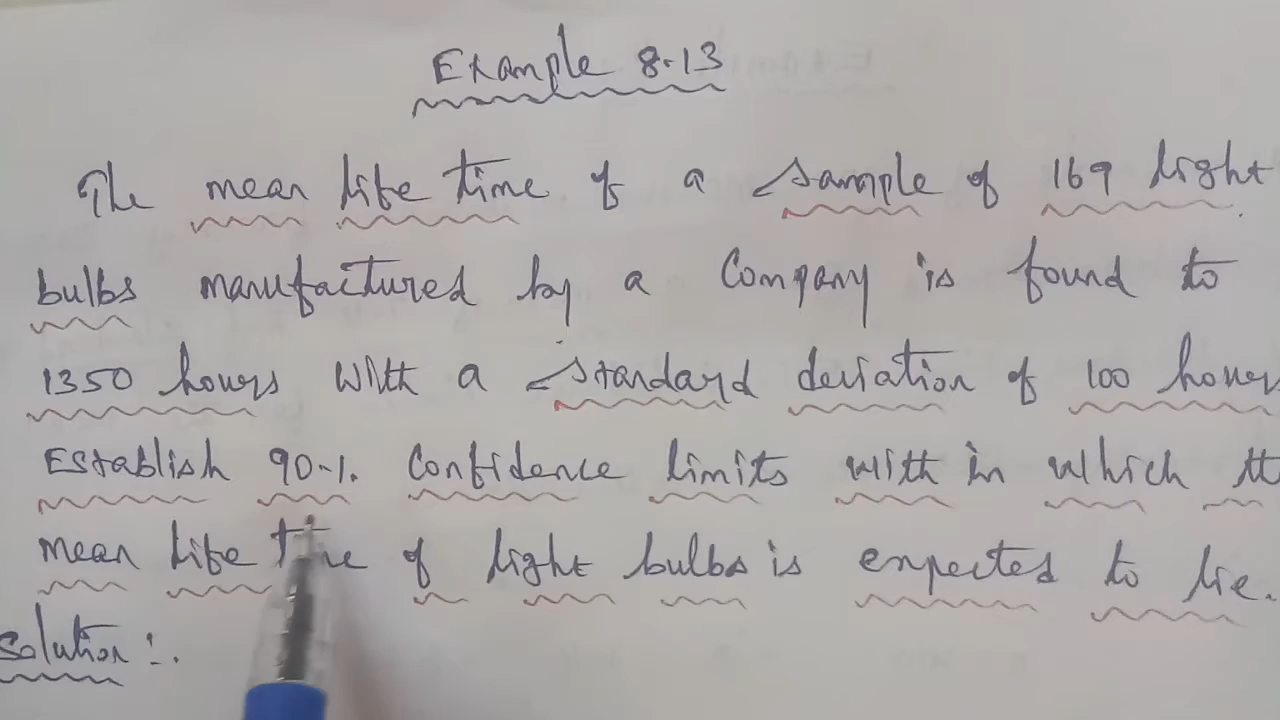 Example 8.13
The mean life time of a sample of 169 light
bulbs manufactured by a Company is found to
1350 hours with a standard deviation of 100 hours
Establish 90% Confidence limits with in which
mean life time of light bulbs is expected to lie.
Solution :-